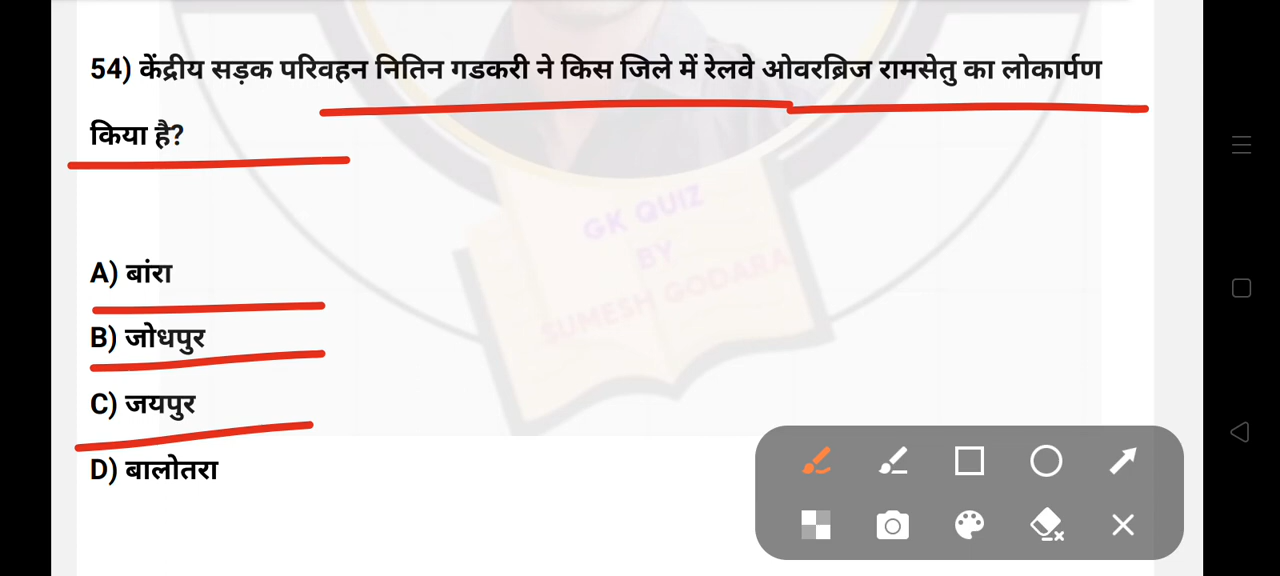 54) केंद्रीय सड़क परिवहन नितिन गडकरी ने किस जिले में रेलवे ओवरब्रिज रामसेतु का लोकार्पण
किया है?
GK QUIZ
BY
SUMESH GODARA
A) बांरा
B) जोधपुर
C) जयपुर
D) बालोतरा